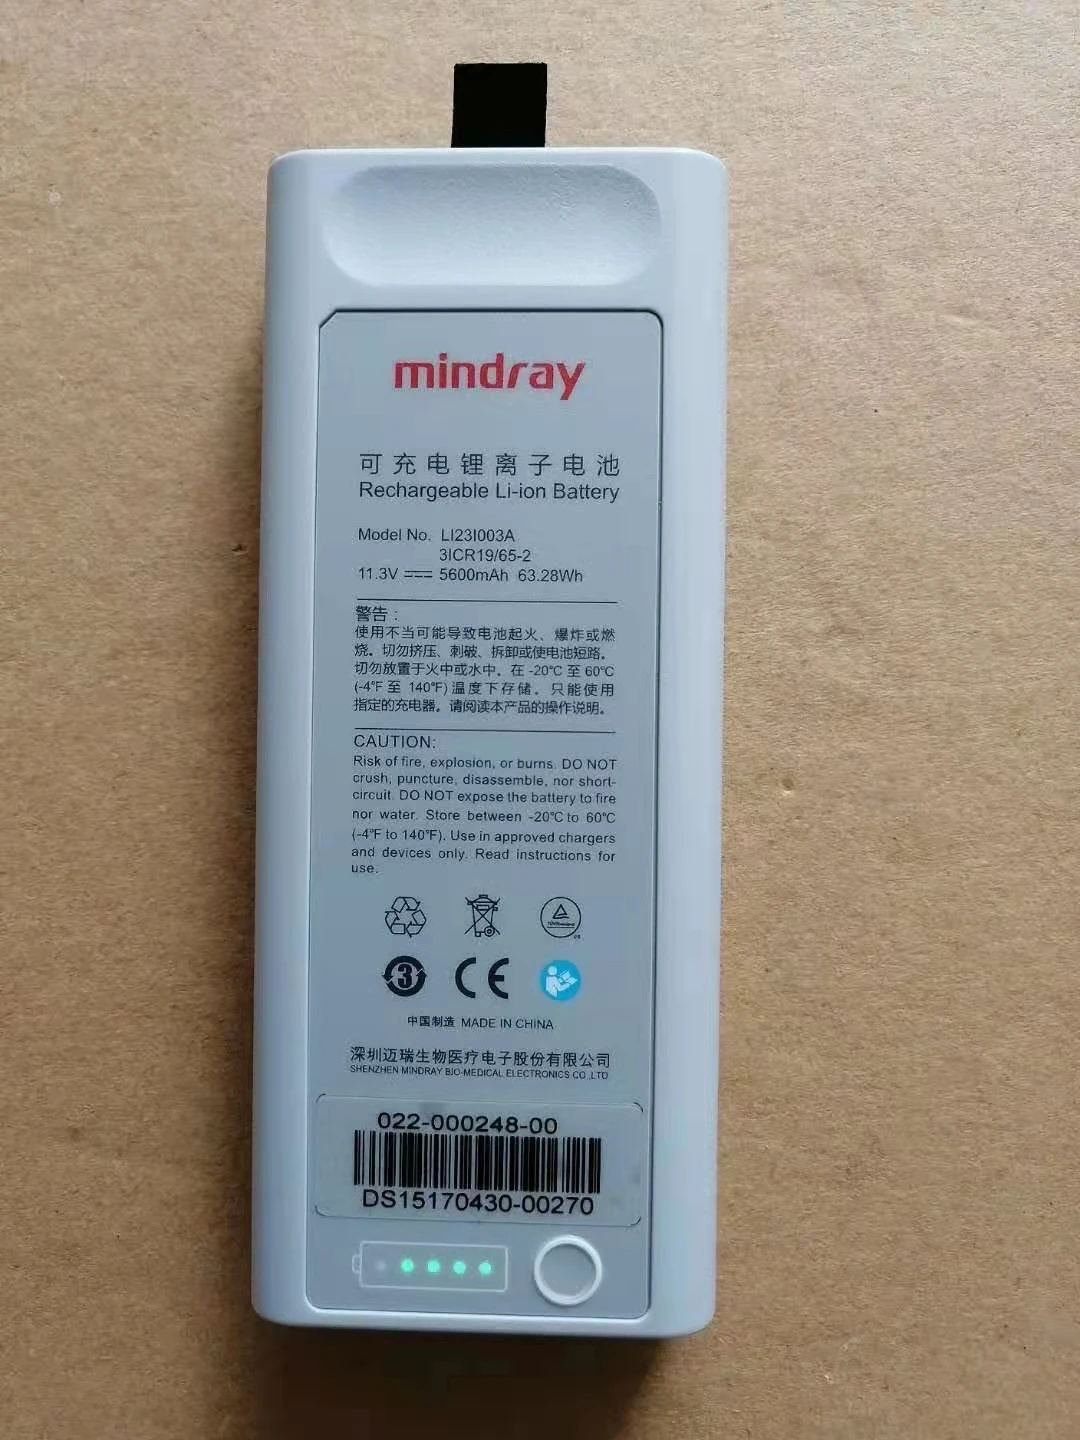 mindray
可充电锂离子电池
Rechargeable Li-ion Battery
Model No. LI23I003A
3ICR19/65-2
11.3V === 5600mAh 63.28Wh
警告：
使用不当可能导致电池起火、爆炸或燃
烧。切勿挤压、刺破、拆卸或使电池短路。
切勿放置于火中或水中。在 -20℃ 至 60℃
(-4℉ 至 140℉) 温度下存储。只能使用
指定的充电器。请阅读本产品的操作说明。
CAUTION:
Risk of fire, explosion, or burns. DO NOT
crush, puncture, disassemble, nor short-
circuit. DO NOT expose the battery to fire
nor water. Store between -20℃ to 60℃
(-4℉ to 140℉). Use in approved chargers
and devices only. Read instructions for
use.
3 CE
中国制造 MADE IN CHINA
深圳迈瑞生物医疗电子股份有限公司
SHENZHEN MINDRAY BIO-MEDICAL ELECTRONICS CO.,LTD
022-000248-00
DS15170430-00270